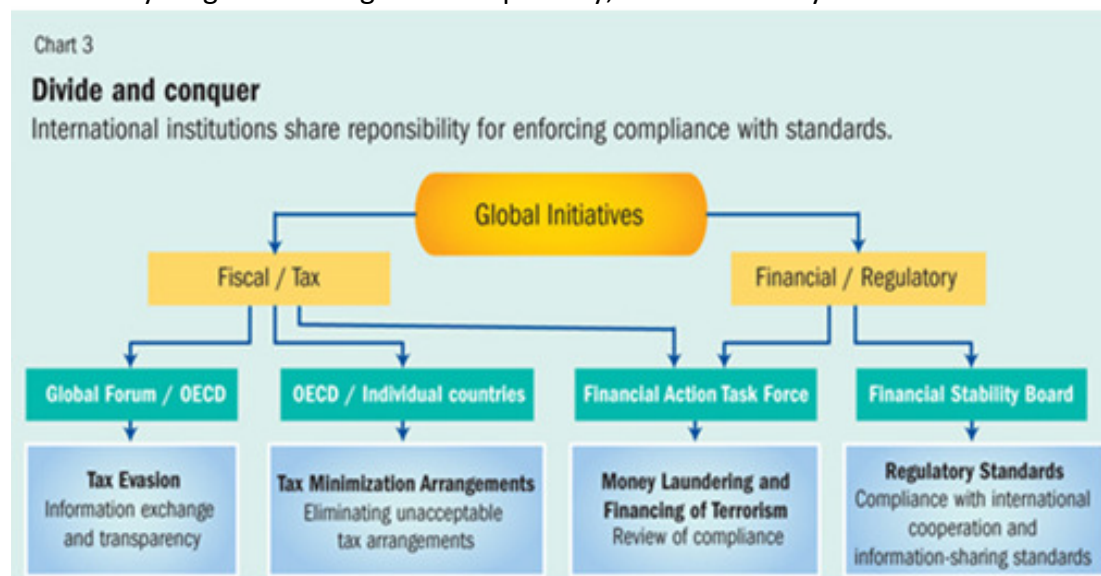 Chart 3
Divide and conquer
International institutions share reponsibility for enforcing compliance with standards.
Global Initiatives
Fiscal / Tax
Financial / Regulatory
Global Forum / OECD
OECD / Individual countries
Financial Action Task Force
Financial Stability Board
Tax Evasion
Information exchange
and transparency
Tax Minimization Arrangements
Eliminating unacceptable
tax arrangements
Money Laundering and
Financing of Terrorism
Review of compliance
Regulatory Standards
Compliance with international
cooperation and
information-sharing standards